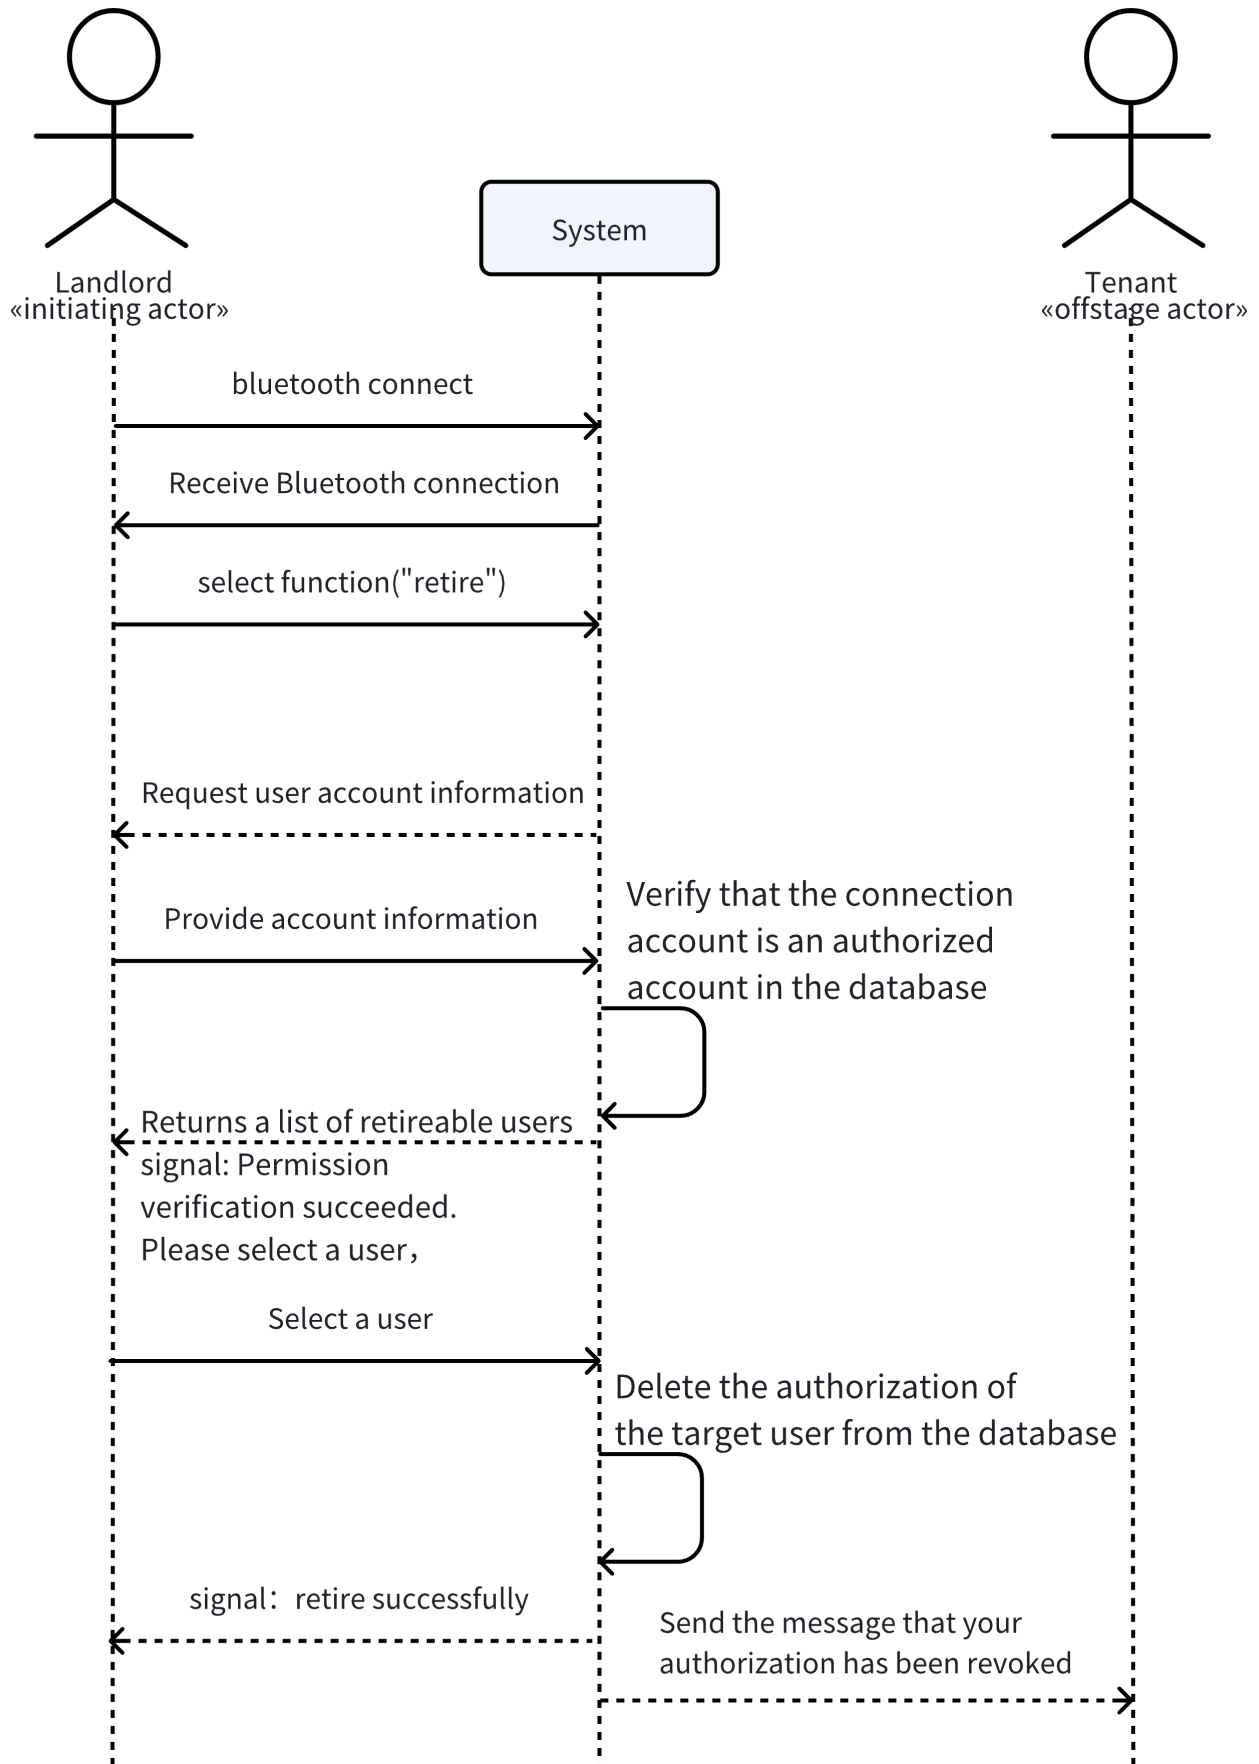 System
Landlord
«initiating actor»
Tenant
«offstage actor»
bluetooth connect
Receive Bluetooth connection
select function("retire")
Request user account information
Verify that the connection
account is an authorized
account in the database
Provide account information
Returns a list of retireable users
signal: Permission
verification succeeded.
Please select a user，
Select a user
Delete the authorization of
the target user from the database
signal：retire successfully
Send the message that your
authorization has been revoked